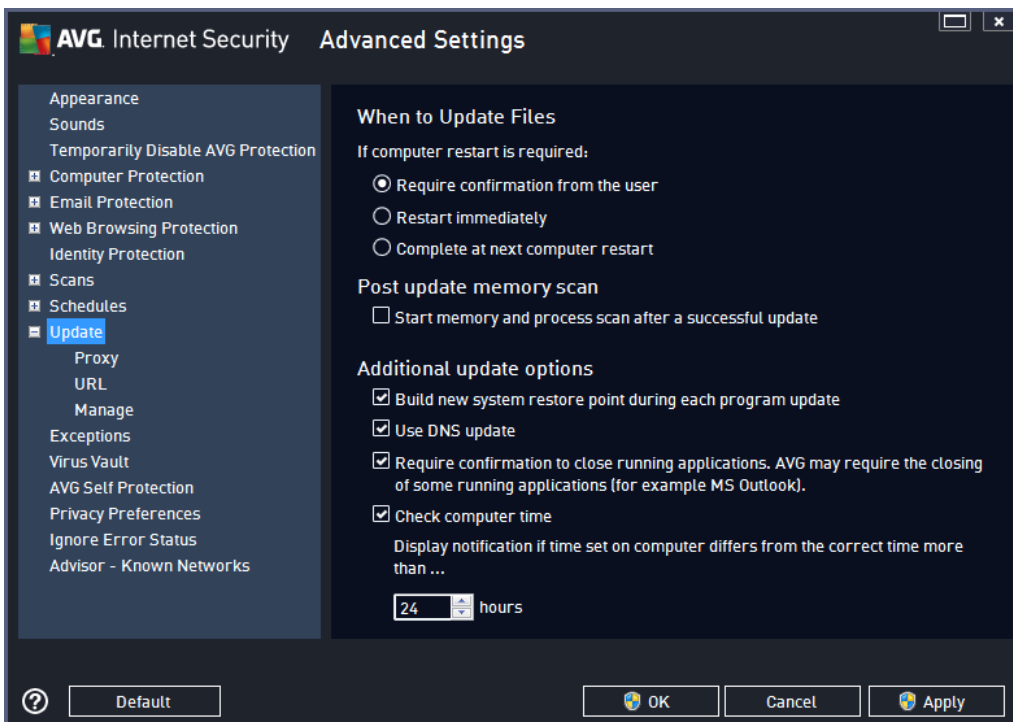 AVG. Internet Security Advanced Settings
Appearance
Sounds
Temporarily Disable AVG Protection
Computer Protection
Email Protection
Web Browsing Protection
Identity Protection
Scans
Schedules
Update
Proxy
URL
Manage
Exceptions
Virus Vault
AVG Self Protection
Privacy Preferences
Ignore Error Status
Advisor - Known Networks
When to Update Files
If computer restart is required:
Require confirmation from the user
Restart immediately
Complete at next computer restart
Post update memory scan
Start memory and process scan after a successful update
Additional update options
Build new system restore point during each program update
Use DNS update
Require confirmation to close running applications. AVG may require the closing
of some running applications (for example MS Outlook).
Check computer time
Display notification if time set on computer differs from the correct time more
than ...
24 hours
? Default OK Cancel Apply